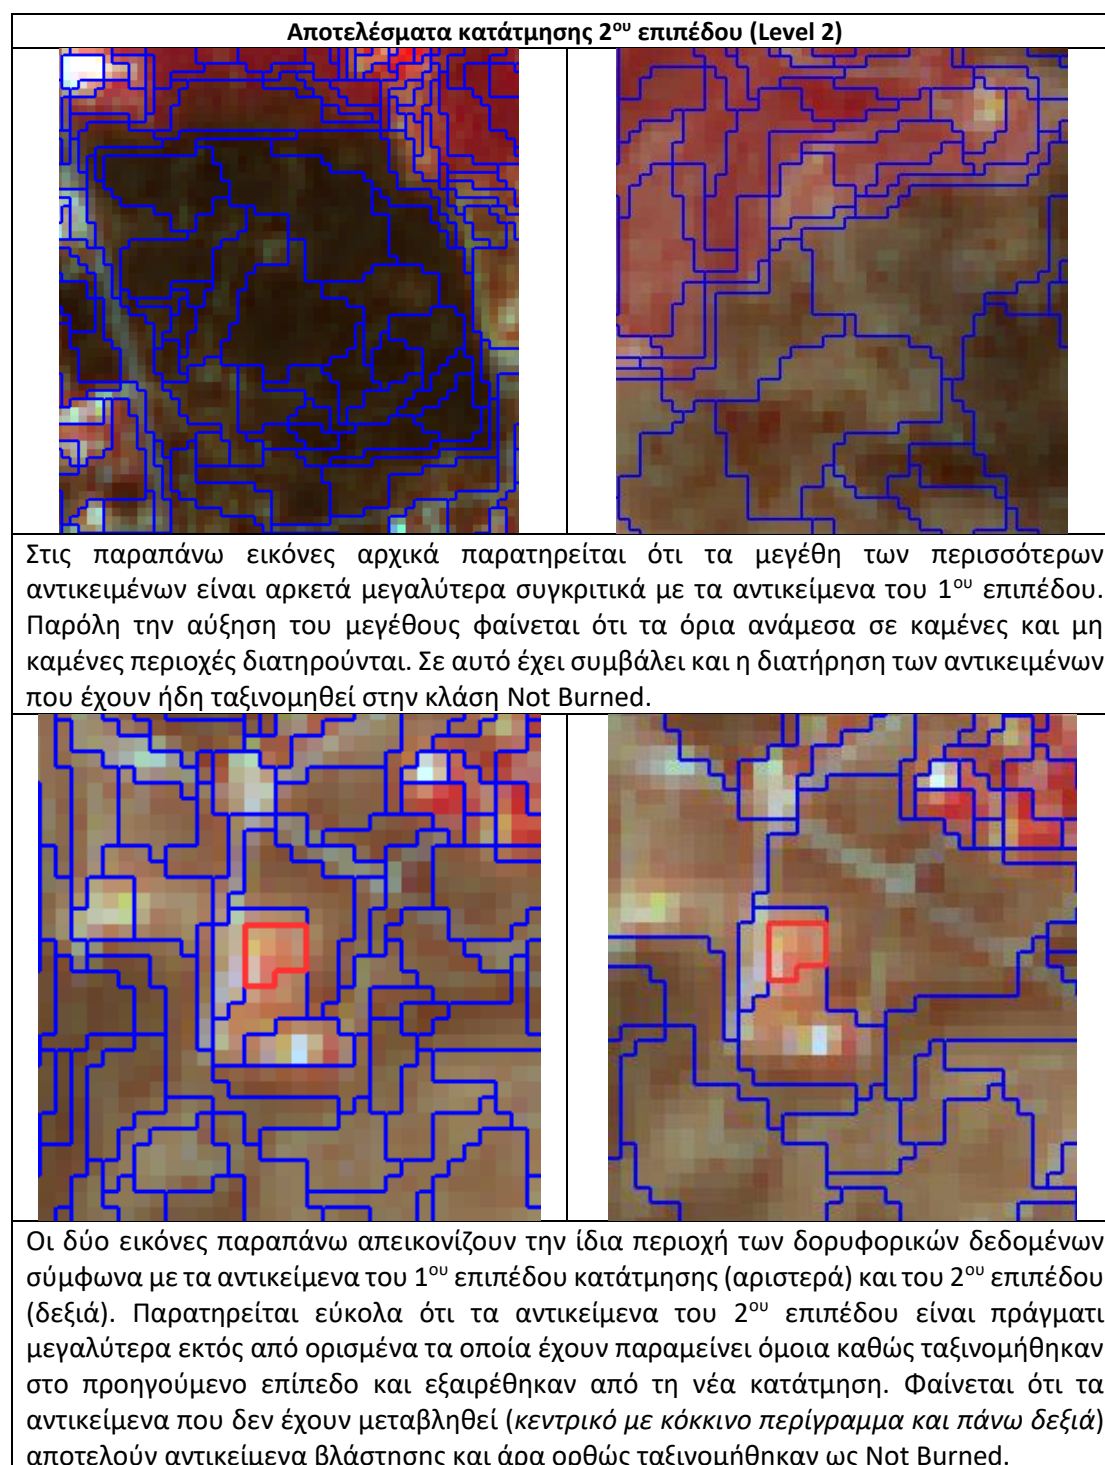 Αποτελέσματα κατάτμησης 2ου επιπέδου (Level 2)
Στις παραπάνω εικόνες αρχικά παρατηρείται ότι τα μεγέθη των περισσότερων
αντικειμένων είναι αρκετά μεγαλύτερα συγκριτικά με τα αντικείμενα του 1ου επιπέδου.
Παρόλη την αύξηση του μεγέθους φαίνεται ότι τα όρια ανάμεσα σε καμένες και μη
καμένες περιοχές διατηρούνται. Σε αυτό έχει συμβάλει και η διατήρηση των αντικειμένων
που έχουν ήδη ταξινομηθεί στην κλάση Not Burned.
Οι δύο εικόνες παραπάνω απεικονίζουν την ίδια περιοχή των δορυφορικών δεδομένων
σύμφωνα με τα αντικείμενα του 1ου επιπέδου κατάτμησης (αριστερά) και του 2ου επιπέδου
(δεξιά). Παρατηρείται εύκολα ότι τα αντικείμενα του 2ου επιπέδου είναι πράγματι
μεγαλύτερα εκτός από ορισμένα τα οποία έχουν παραμείνει όμοια καθώς ταξινομήθηκαν
στο προηγούμενο επίπεδο και εξαιρέθηκαν από τη νέα κατάτμηση. Φαίνεται ότι τα
αντικείμενα που δεν έχουν μεταβληθεί (κεντρικό με κόκκινο περίγραμμα και πάνω δεξιά)
αποτελούν αντικείμενα βλάστησης και άρα ορθώς ταξινομήθηκαν ως Not Burned.